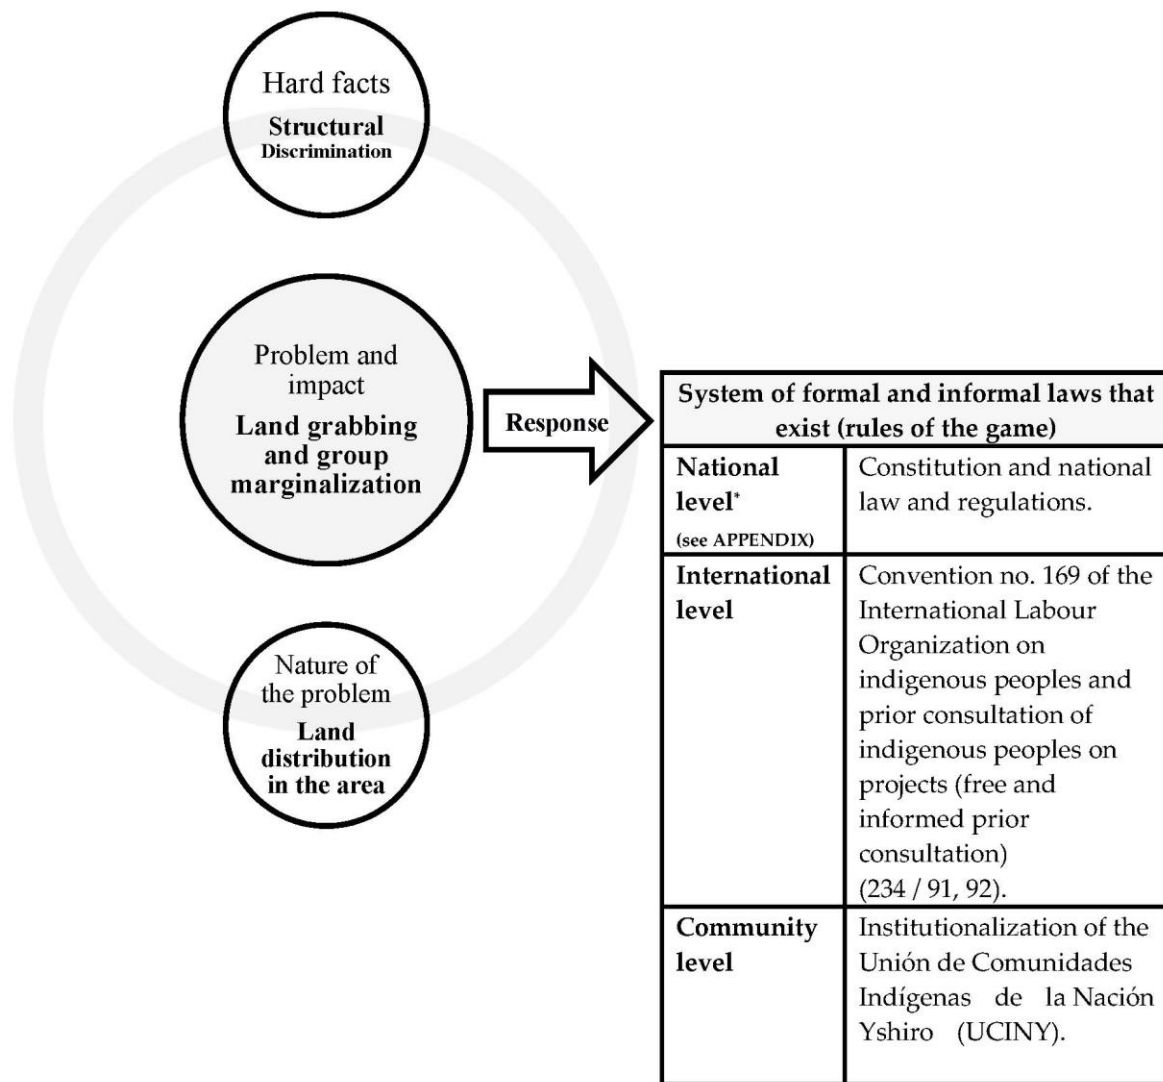 Hard facts
Structural
Discrimination
Problem and
impact
Land grabbing
and group
marginalization
Response
Nature of
the problem
Land
distribution
in the area
System of formal and informal laws that
exist (rules of the game)
National
level*
(see APPENDIX)
Constitution and national
law and regulations.
International
level
Convention no. 169 of the
International Labour
Organization on
indigenous peoples and
prior consultation of
indigenous peoples on
projects (free and
informed prior
consultation)
(234 / 91, 92).
Community
level
Institutionalization of the
Unión de Comunidades
Indígenas de la Nación
Yshiro (UCINY).